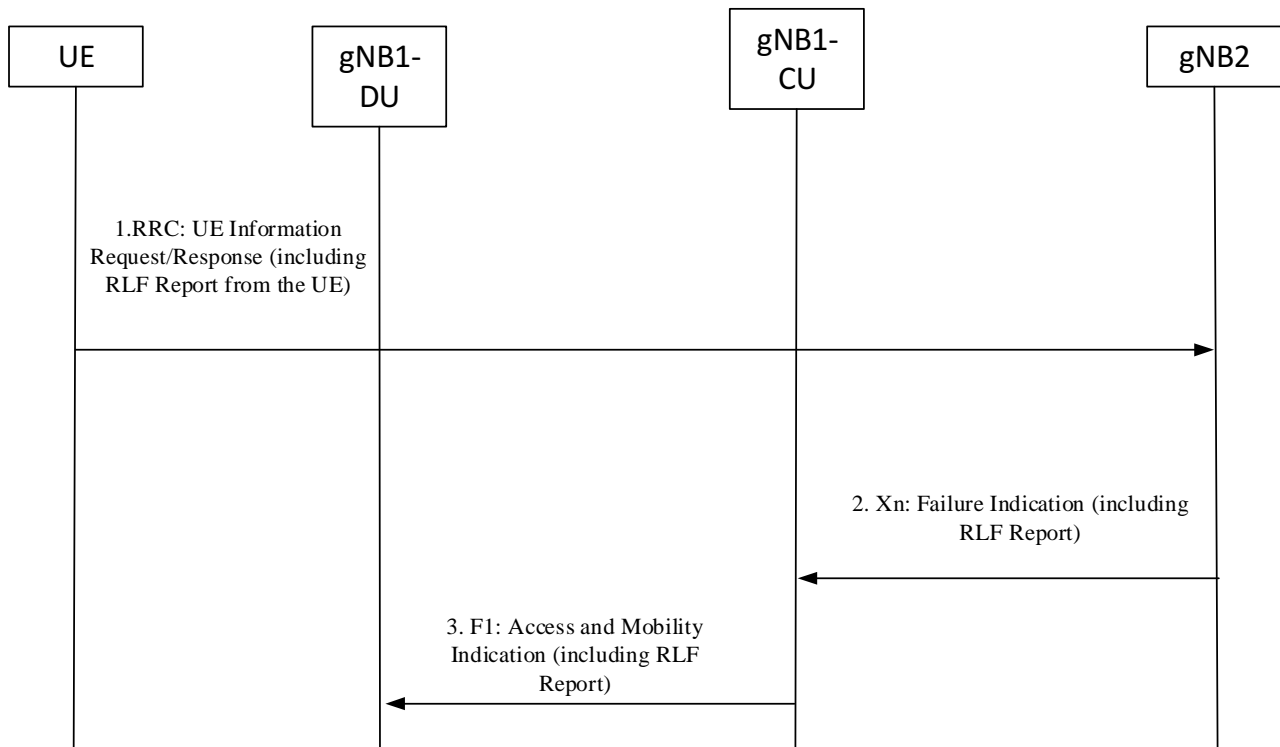 UE
gNB1-
DU
gNB1-
CU
gNB2
1.RRC: UE Information
Request/Response (including
RLF Report from the UE)
2. Xn: Failure Indication (including
RLF Report)
3. F1: Access and Mobility
Indication (including RLF
Report)